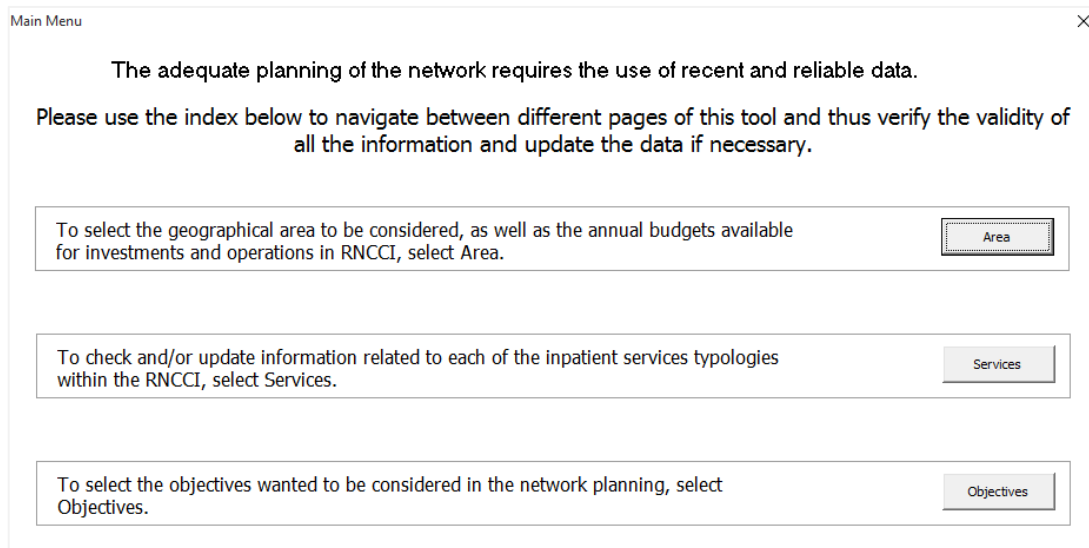 Main Menu
The adequate planning of the network requires the use of recent and reliable data.
Please use the index below to navigate between different pages of this tool and thus verify the validity of
all the information and update the data if necessary.
To select the geographical area to be considered, as well as the annual budgets available
for investments and operations in RNCCI, select Area.
Area
To check and/or update information related to each of the inpatient services typologies
within the RNCCI, select Services.
Services
To select the objectives wanted to be considered in the network planning, select
Objectives.
Objectives